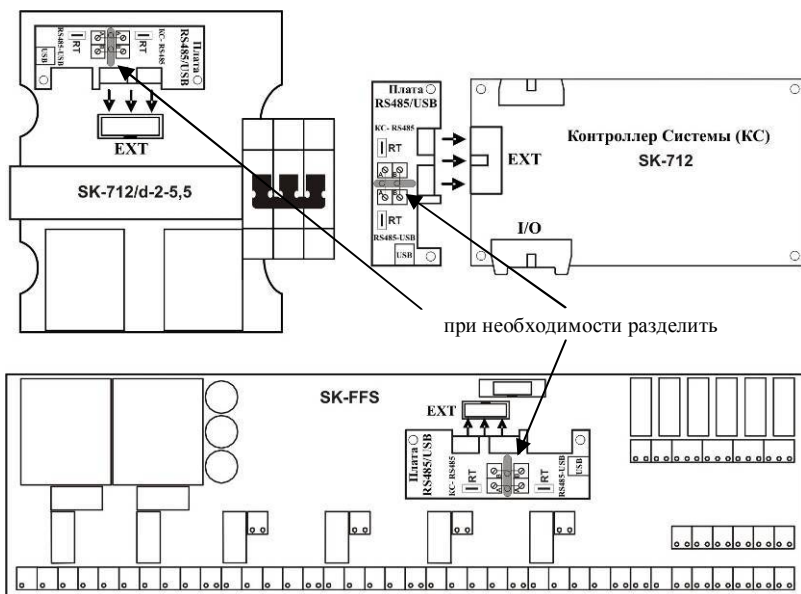 RS485-USB
USB
RT
A
B
A
B
RT
КС- RS485
Плата
RS485/USB
EXT
SK-712/d-2-5,5
Плата
RS485/USB
КС- RS485
RT
A
B
A
B
RT
RS485-USB
USB
EXT
Контроллер Системы (КС)
SK-712
I/O
при необходимости разделить
SK-FFS
EXT
Плата
RS485/USB
КС- RS485
RT
B
B
A
A
RT
RS485-USB
USB